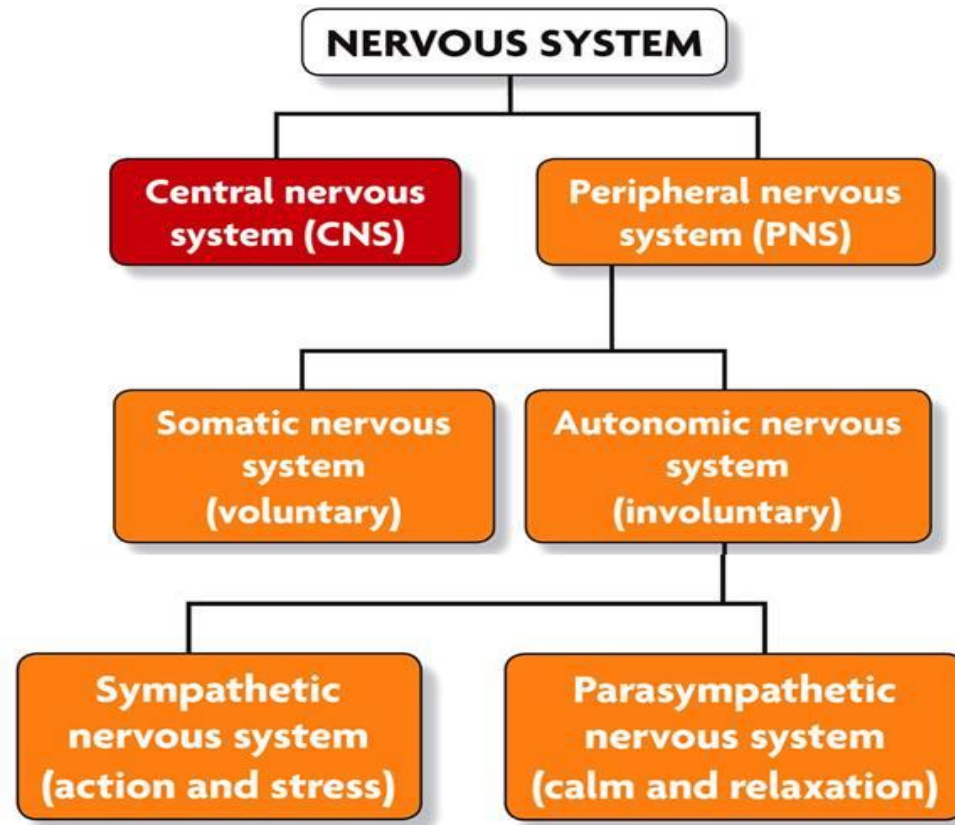 NERVOUS SYSTEM
Central nervous
system (CNS)
Peripheral nervous
system (PNS)
Somatic nervous
system
(voluntary)
Autonomic nervous
system
(involuntary)
Sympathetic
nervous system
(action and stress)
Parasympathetic
nervous system
(calm and relaxation)